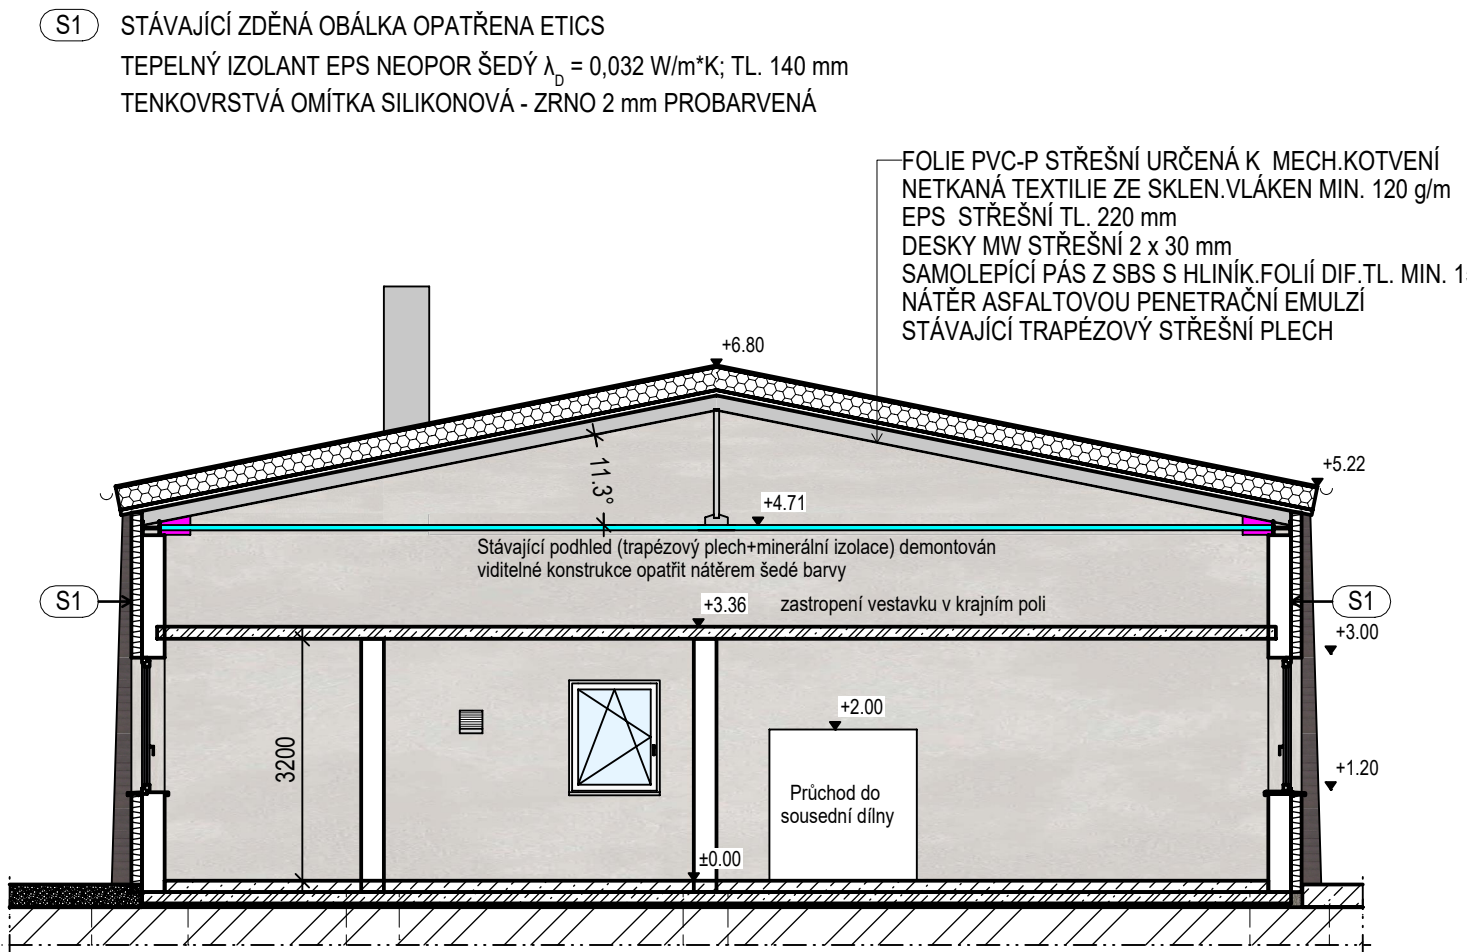 S1 STÁVAJÍCÍ ZDĚNÁ OBÁLKA OPATŘENA ETICS
TEPELNÝ IZOLANT EPS NEOPOR ŠEDÝ λD = 0,032 W/m*K; TL. 140 mm
TENKOVRSTVÁ OMÍTKA SILIKONOVÁ - ZRNO 2 mm PROBARVENÁ
FOLIE PVC-P STŘEŠNÍ URČENÁ K MECH.KOTVENÍ
NETKANÁ TEXTILIE ZE SKLEN.VLÁKEN MIN. 120 g/m
EPS STŘEŠNÍ TL. 220 mm
DESKY MW STŘEŠNÍ 2 x 30 mm
SAMOLEPÍCÍ PÁS Z SBS S HLINÍK.FOLIÍ DIF.TL. MIN.
NÁTĚR ASFALTOVOU PENETRAČNÍ EMULZÍ
STÁVAJÍCÍ TRAPÉZOVÝ STŘEŠNÍ PLECH
+6.80
+5.22
11.3°
+4.71
Stávající podhled (trapézový plech+minerální izolace) demontován
viditelné konstrukce opatřit nátěrem šedé barvy
S1
+3.36 zastropení vestavku v krajním poli
S1
+3.00
+2.00
3200
+1.20
Průchod do
sousední dílny
±0.00